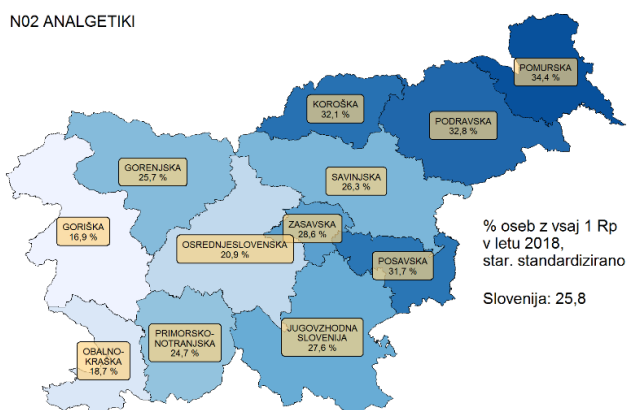 N02 ANALGETIKI
POMURSKA
34,4 %
KOROŠKA
32,1 %
PODRAVSKA
32,8 %
GORENJSKA
25,7 %
SAVINJSKA
26,3 %
GORIŠKA
16,9 %
OSREDNJESLOVENSKA
20,9 %
ZASAVSKA
28,6 %
POSAVSKA
31,7 %
% oseb z vsaj 1 Rp
v letu 2018,
star. standardizirano
Slovenija: 25,8
OBALNO-
KRAŠKA
18,7 %
PRIMORSKO-
NOTRANJSKA
24,7 %
JUGOVZHODNA
SLOVENIJA
27,6 %